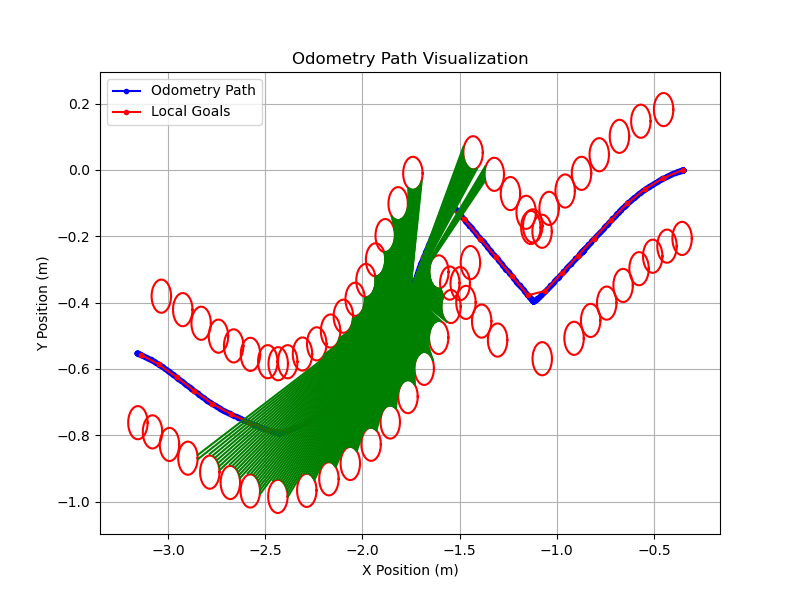 Odometry Path Visualization
Odometry Path
Local Goals
0.2
0.0
−0.2
−0.4
−0.6
−0.8
−1.0
Y Position (m)
−3.0 −2.5 −2.0 −1.5 −1.0 −0.5
X Position (m)